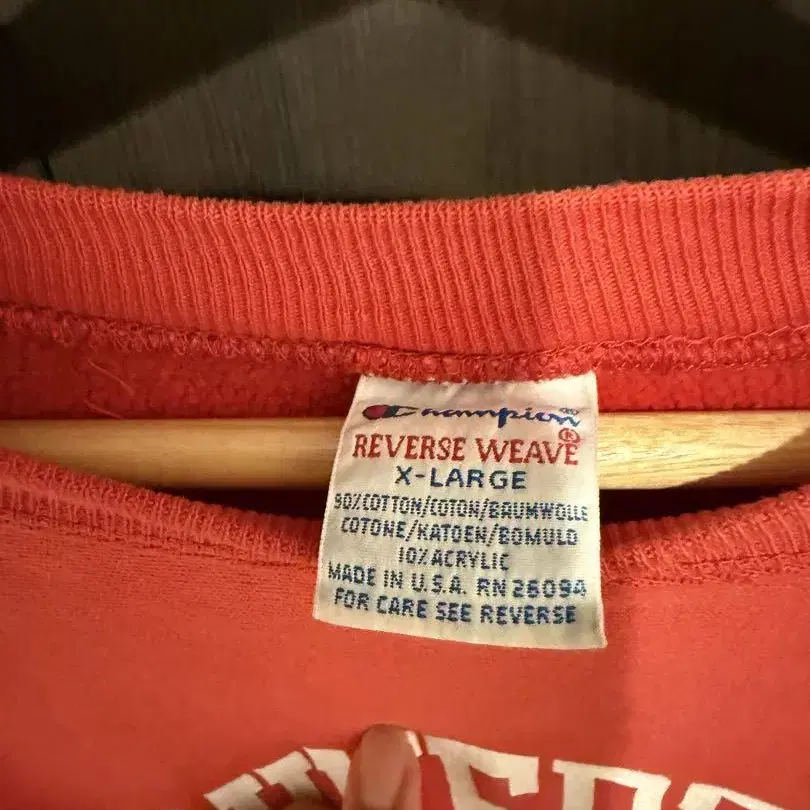 Champion®
REVERSE WEAVE®
X-LARGE
90% COTTON/COTON/BAUMWOLLE
COTONE/KATOEN/BOMULD
10% ACRYLIC
MADE IN U.S.A. RN 26094
FOR CARE SEE REVERSE